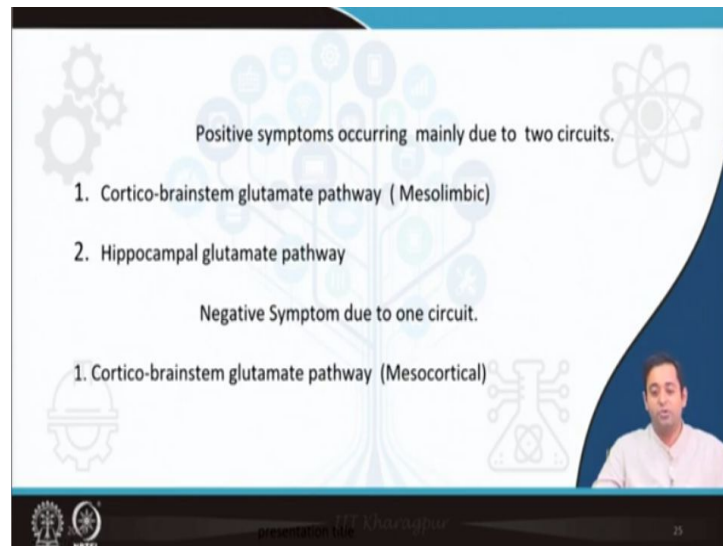 Positive symptoms occurring mainly due to two circuits.
1. Cortico-brainstem glutamate pathway ( Mesolimbic)
2. Hippocampal glutamate pathway
Negative Symptom due to one circuit.
1. Cortico-brainstem glutamate pathway (Mesocortical)
IIT Kharagpur
presentation title
25